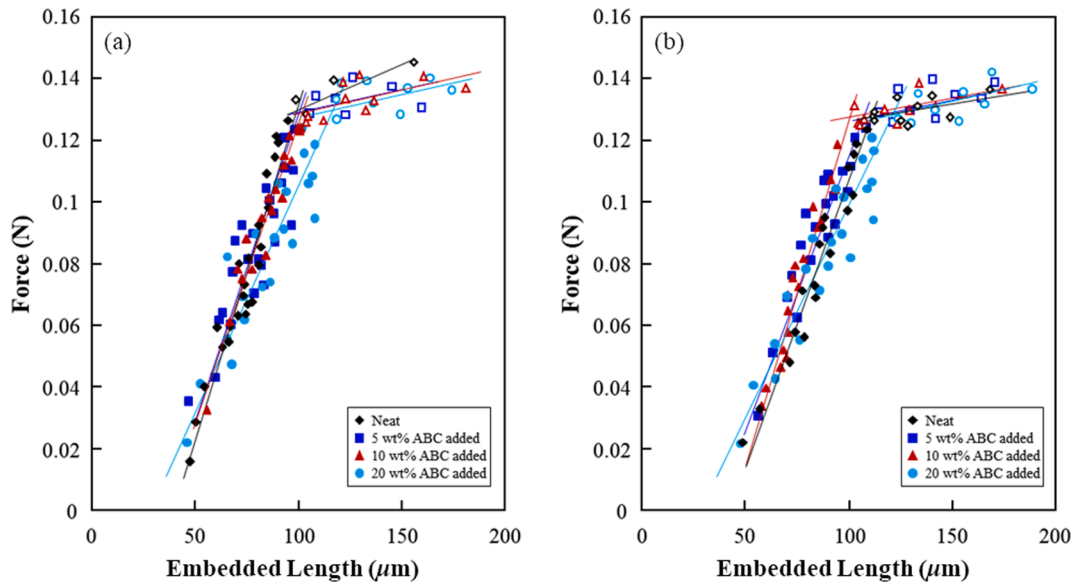 (a)
Force (N)
0.16
0.14
0.12
0.1
0.08
0.06
0.04
0.02
0
0 50 100 150 200
Embedded Length (μm)
Neat
5 wt% ABC added
10 wt% ABC added
20 wt% ABC added
(b)
Force (N)
0.16
0.14
0.12
0.1
0.08
0.06
0.04
0.02
0
0 50 100 150 200
Embedded Length (μm)
Neat
5 wt% ABC added
10 wt% ABC added
20 wt% ABC added